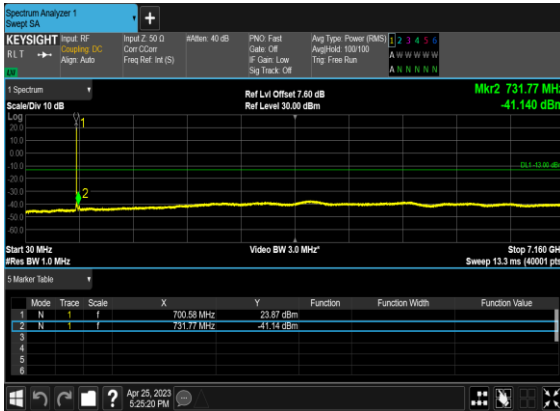 Spectrum Analyzer 1
Swept SA
KEYSIGHT
RLT
Input: RF
Coupling: DC
Align: Auto
Input Z: 50 Ω
Corr CCorr
Freq Ref: Int (S)
#Atten: 40 dB
PNO: Fast
Gate: Off
IF Gain: Low
Sig Track: Off
Avg Type: Power (RMS)
Avg|Hold: 100/100
Trig: Free Run
1 2 3 4 5 6
A W W W W W
A N N N N N
1 Spectrum
Scale/Div 10 dB
Ref Lvl Offset 7.60 dB
Ref Level 30.00 dBm
Mkr2 731.77 MHz
-41.140 dBm
Log
20.0
10.0
0.00
-10.0
-20.0
-30.0
-40.0
-50.0
-60.0
1
2
DL1 -13.00 dBm
Start 30 MHz
#Res BW 1.0 MHz
Video BW 3.0 MHz*
Stop 7.160 GHz
Sweep 13.3 ms (40001 pts)
5 Marker Table
Mode Trace Scale X Y Function Function Width Function Value
1 N 1 f 700.58 MHz 23.87 dBm
2 N 1 f 731.77 MHz -41.14 dBm
3
4
5
6
Apr 25, 2023
5:25:20 PM